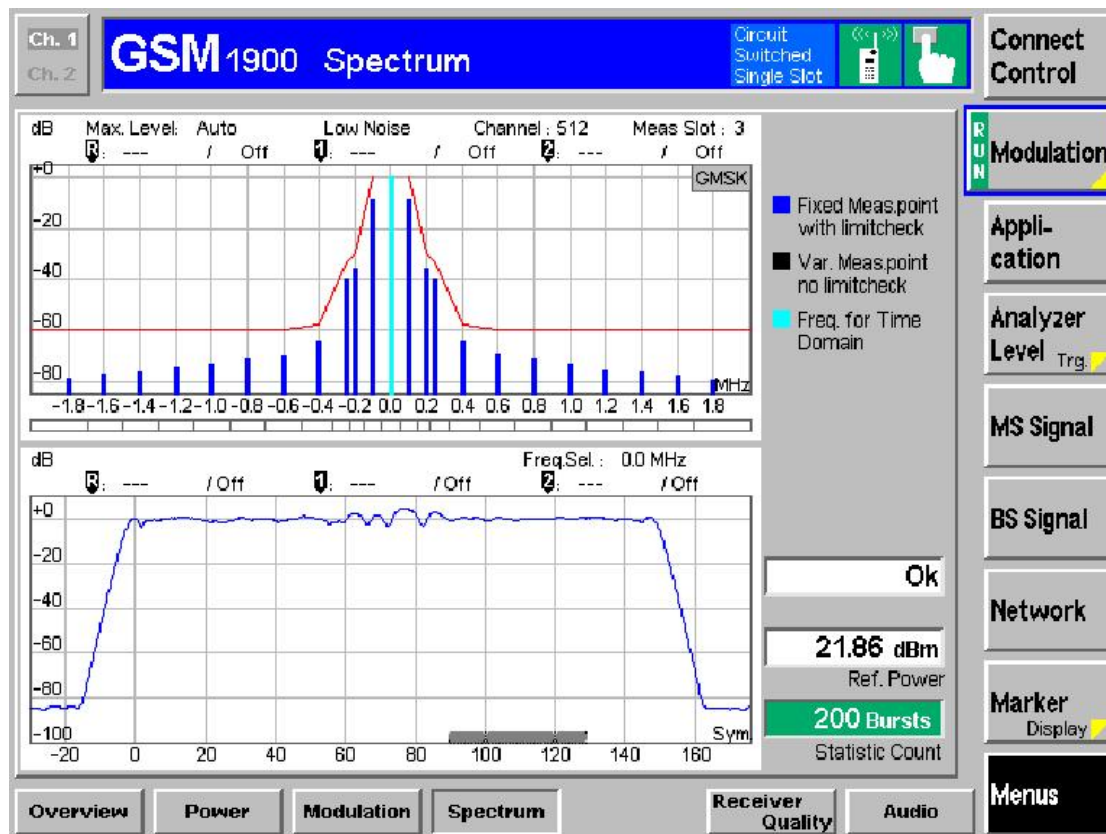 Ch. 1
Ch. 2
GSM 1900 Spectrum
Circuit
Switched
Single Slot
Connect
Control
dB Max. Level: Auto Low Noise Channel : 512 Meas Slot : 3
R: --- / Off 1: --- / Off 2: --- / Off
GMSK
+0
-20
-40
-60
-80
MHz
-1.8 -1.6 -1.4 -1.2 -1.0 -0.8 -0.6 -0.4 -0.2 0.0 0.2 0.4 0.6 0.8 1.0 1.2 1.4 1.6 1.8
Fixed Meas.point
with limitcheck
Var. Meas.point
no limitcheck
Freq. for Time
Domain
dB Freq.Sel. : 0.0 MHz
R: --- / Off 1: --- / Off 2: --- / Off
+0
-20
-40
-60
-80
-100
Sym.
-20 0 20 40 60 80 100 120 140 160
Ok
21.86 dBm
Ref. Power
200 Bursts
Statistic Count
RUN
Modulation
Appli-
cation
Analyzer
Level Trg.
MS Signal
BS Signal
Network
Marker
Display
Menus
Overview Power Modulation Spectrum Receiver
Quality Audio